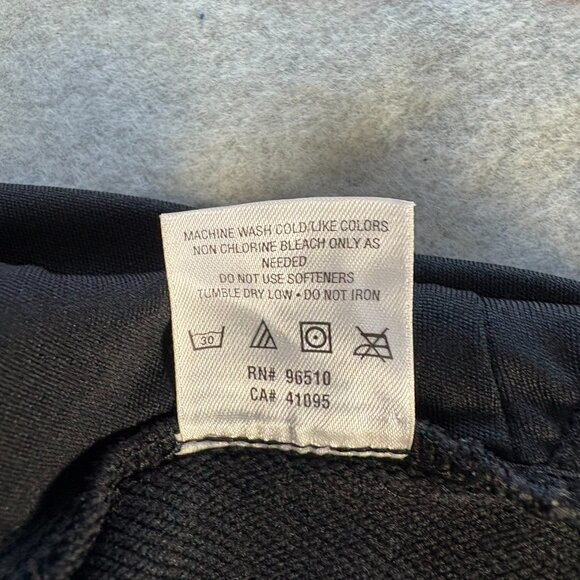 MACHINE WASH COLD/LIKE COLORS
NON CHLORINE BLEACH ONLY AS
NEEDED
DO NOT USE SOFTENERS
TUMBLE DRY LOW • DO NOT IRON
30
RN# 96510
CA# 41095